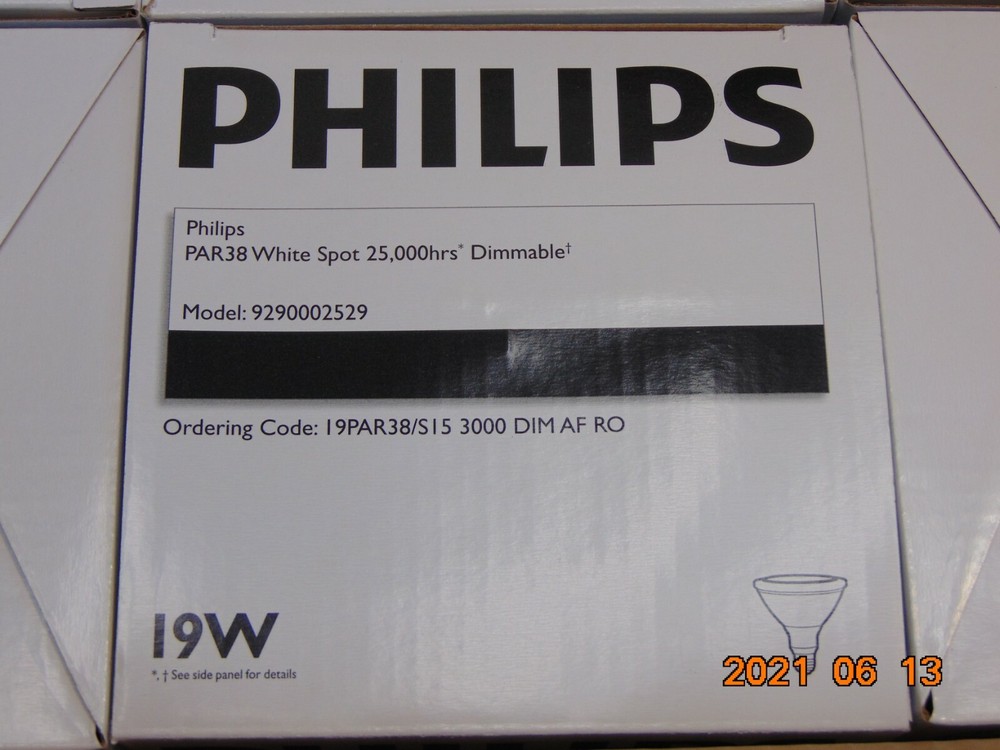 PHILIPS
Philips
PAR38 White Spot 25,000hrs* Dimmable†
Model: 9290002529
Ordering Code: 19PAR38/S15 3000 DIM AF RO
19W
*, † See side panel for details
2021 06 13